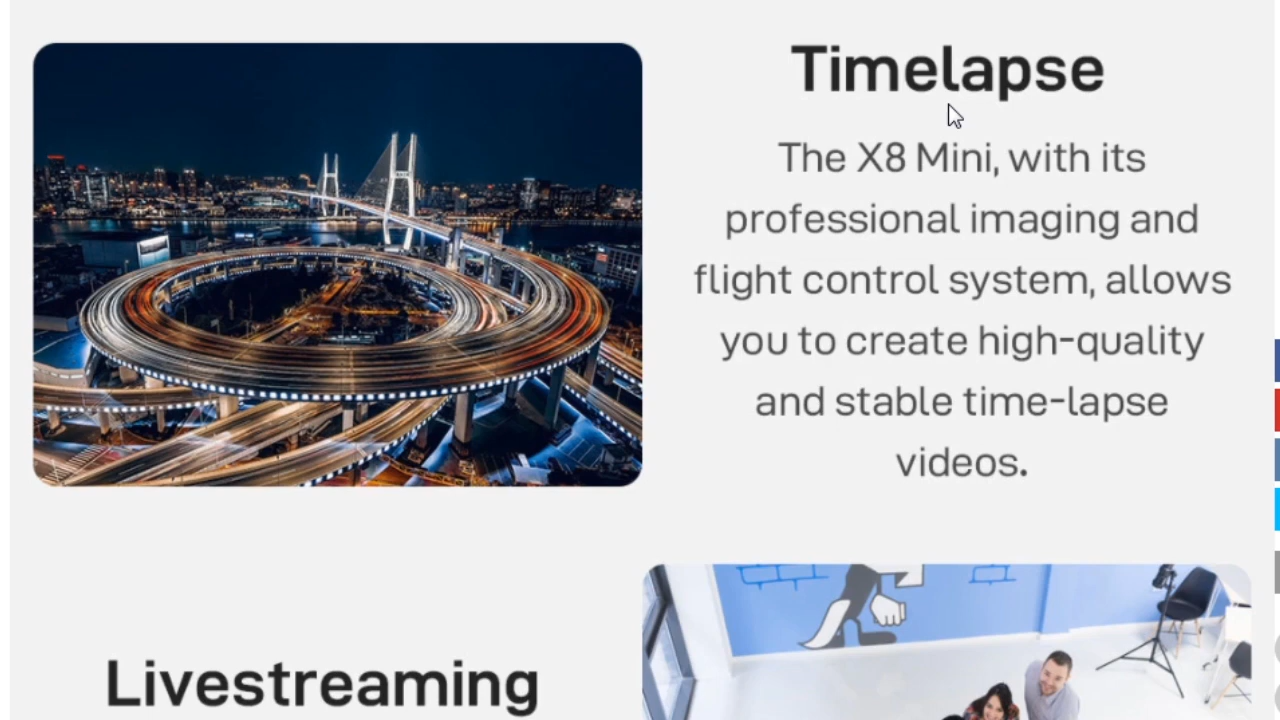 Timelapse
The X8 Mini, with its
professional imaging and
flight control system, allows
you to create high-quality
and stable time-lapse
videos.
Livestreaming